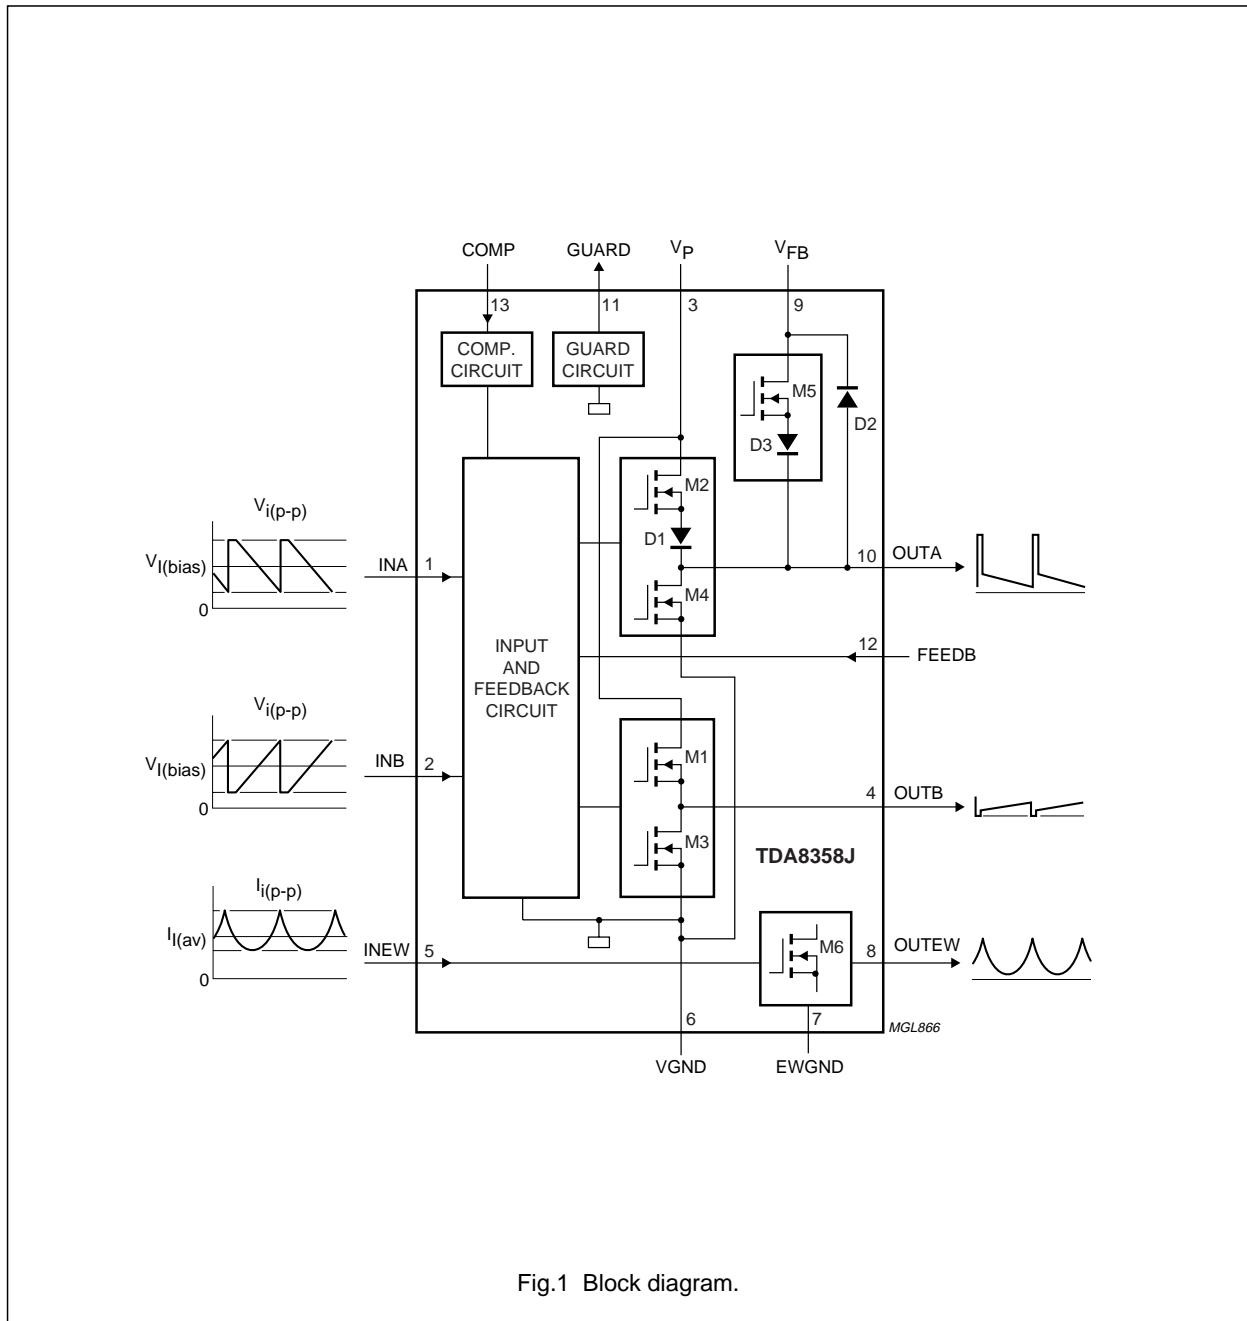 COMP GUARD VP VFB
13 11 3 9
COMP. CIRCUIT
GUARD CIRCUIT
M5
D2
D3
M2
D1
M4
Vi(p-p)
VI(bias)
0
INA 1
10 OUTA
12 FEEDB
INPUT
AND
FEEDBACK
CIRCUIT
Vi(p-p)
VI(bias)
0
INB 2
M1
M3
4 OUTB
TDA8358J
Ii(p-p)
II(av)
0
INEW 5
M6
8 OUTEW
6 7
MGL866
VGND EWGND
Fig.1 Block diagram.